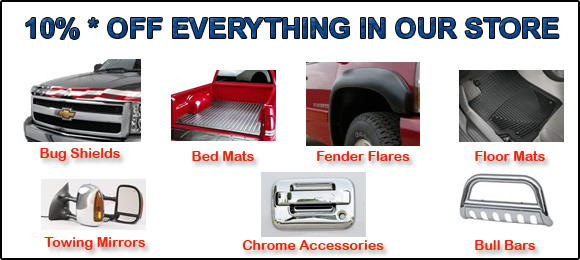 10% * OFF EVERYTHING IN OUR STORE
Bug Shields
Bed Mats
Fender Flares
Floor Mats
Towing Mirrors
Chrome Accessories
Bull Bars